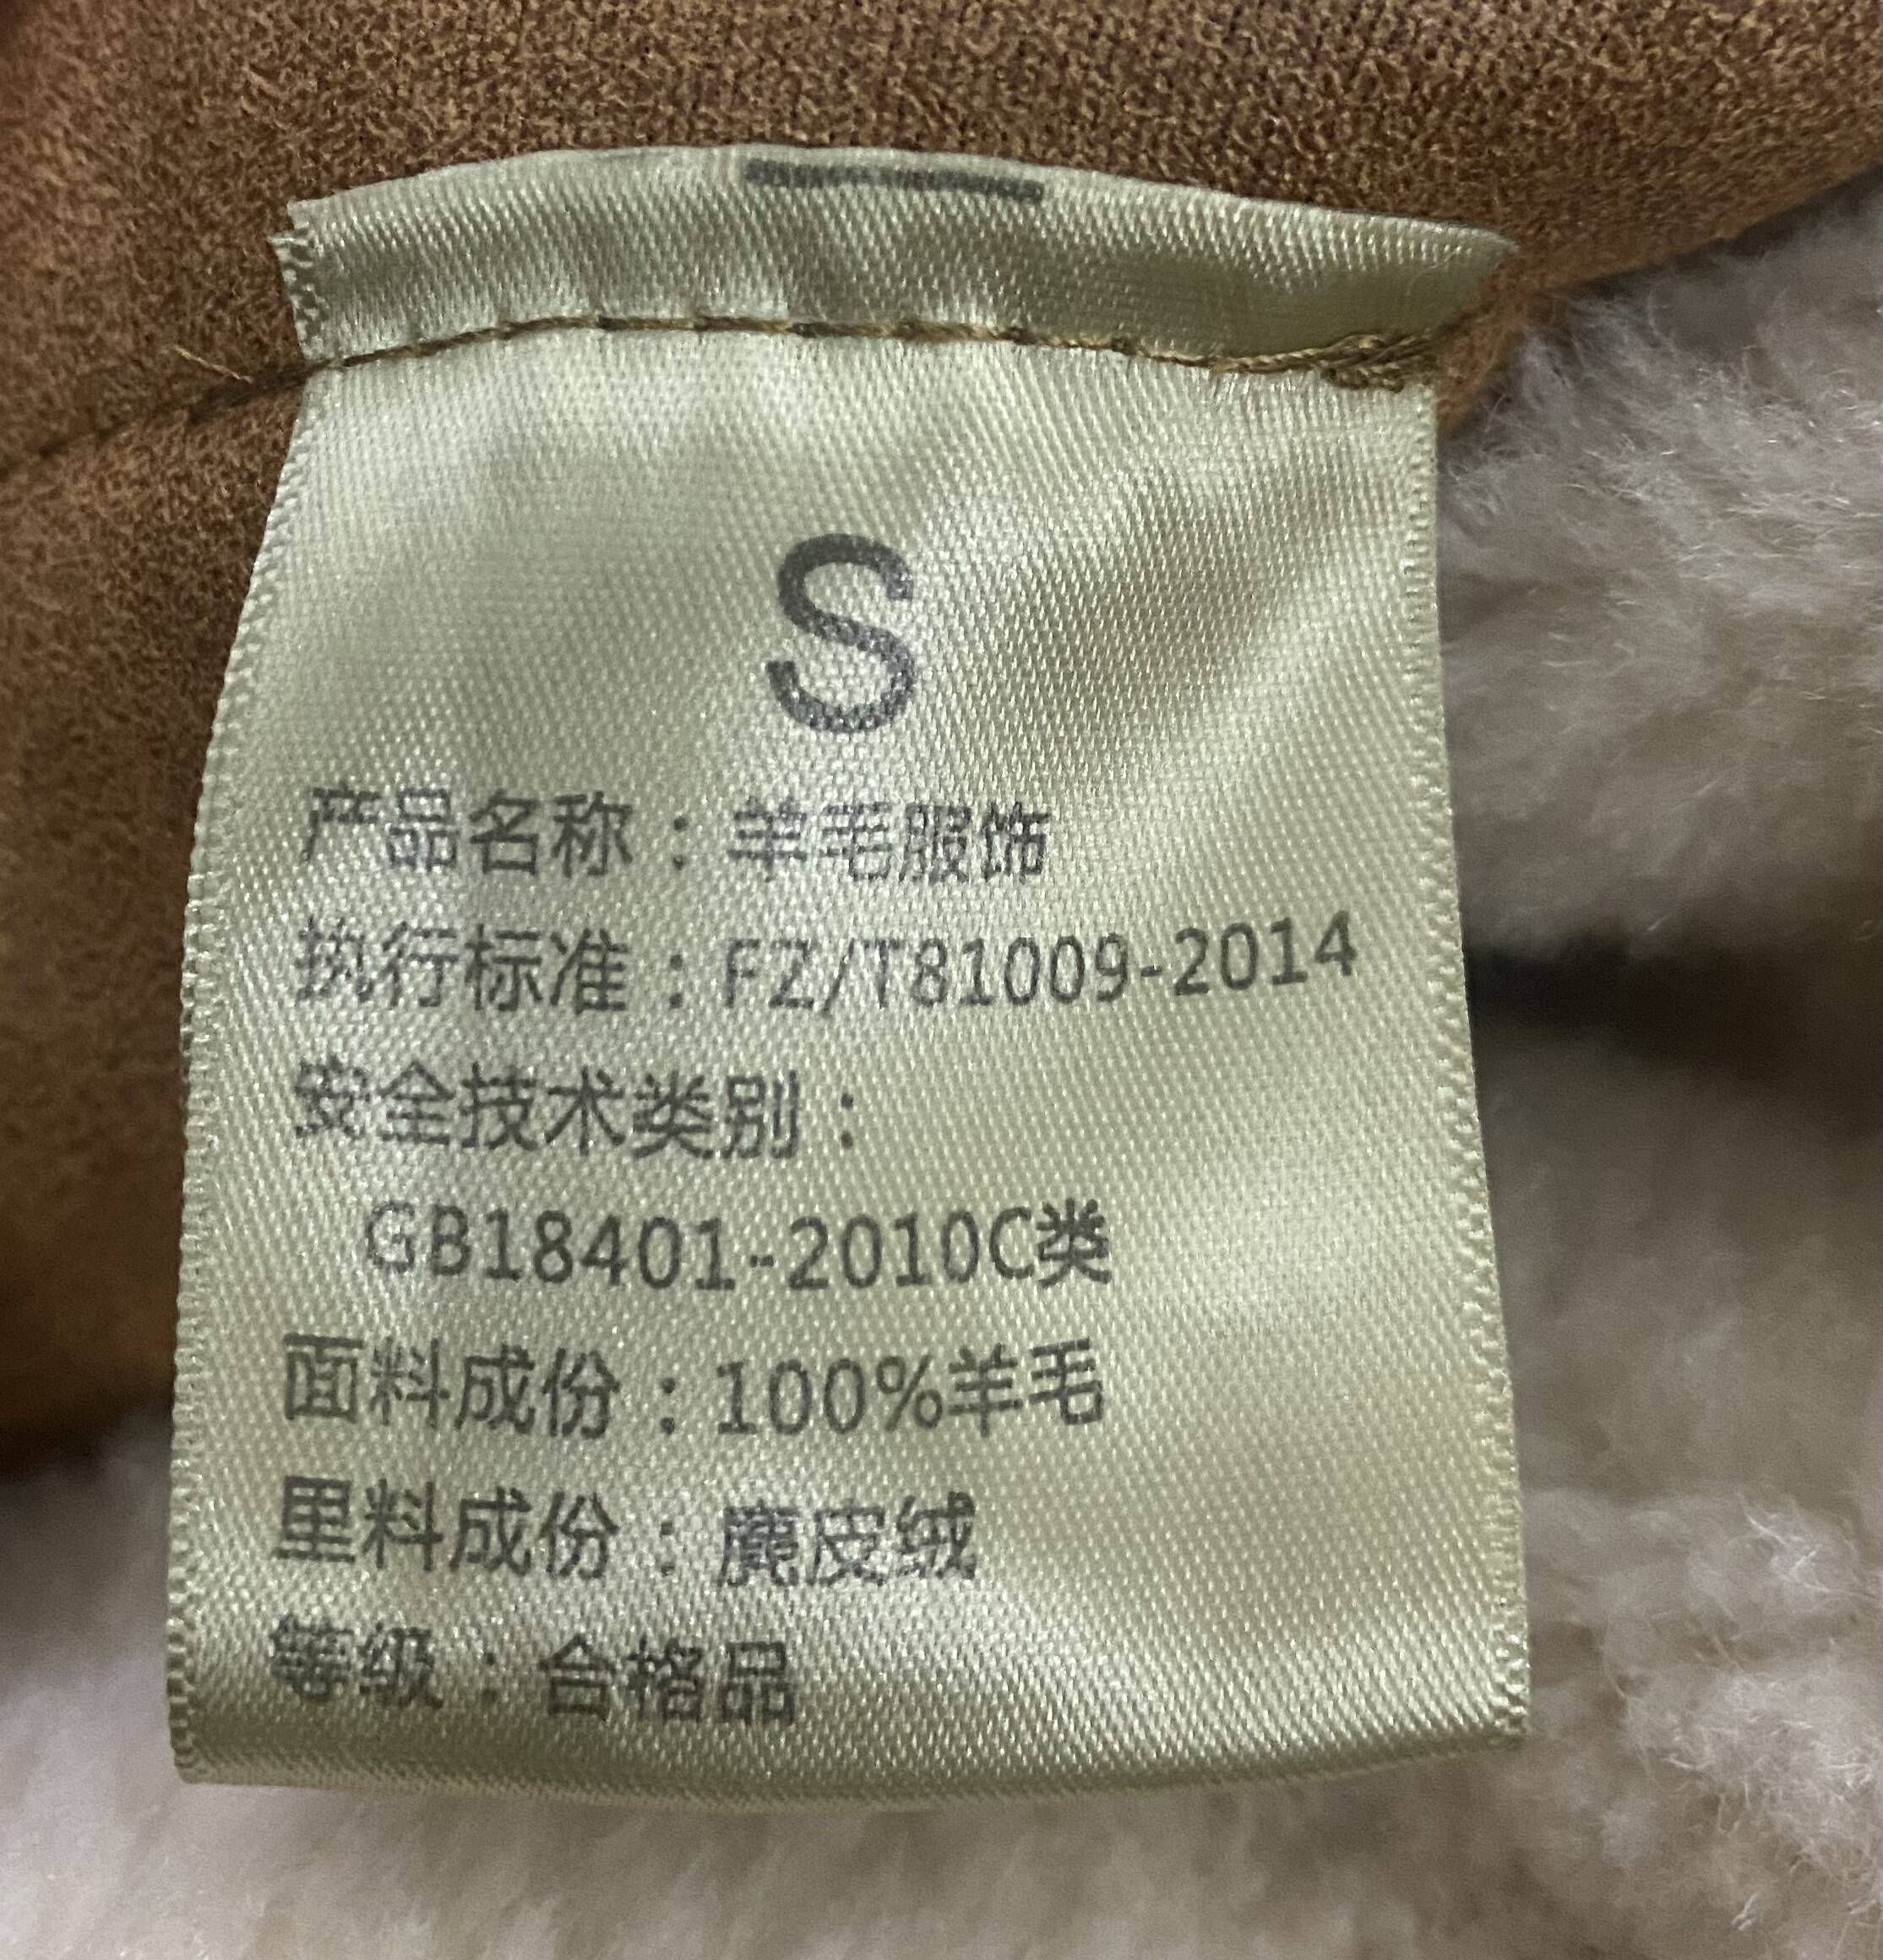 S
产品名称：羊毛服饰
执行标准：FZ/T81009-2014
安全技术类别：
GB18401-2010C类
面料成份：100%羊毛
里料成份：麂皮绒
等级：合格品